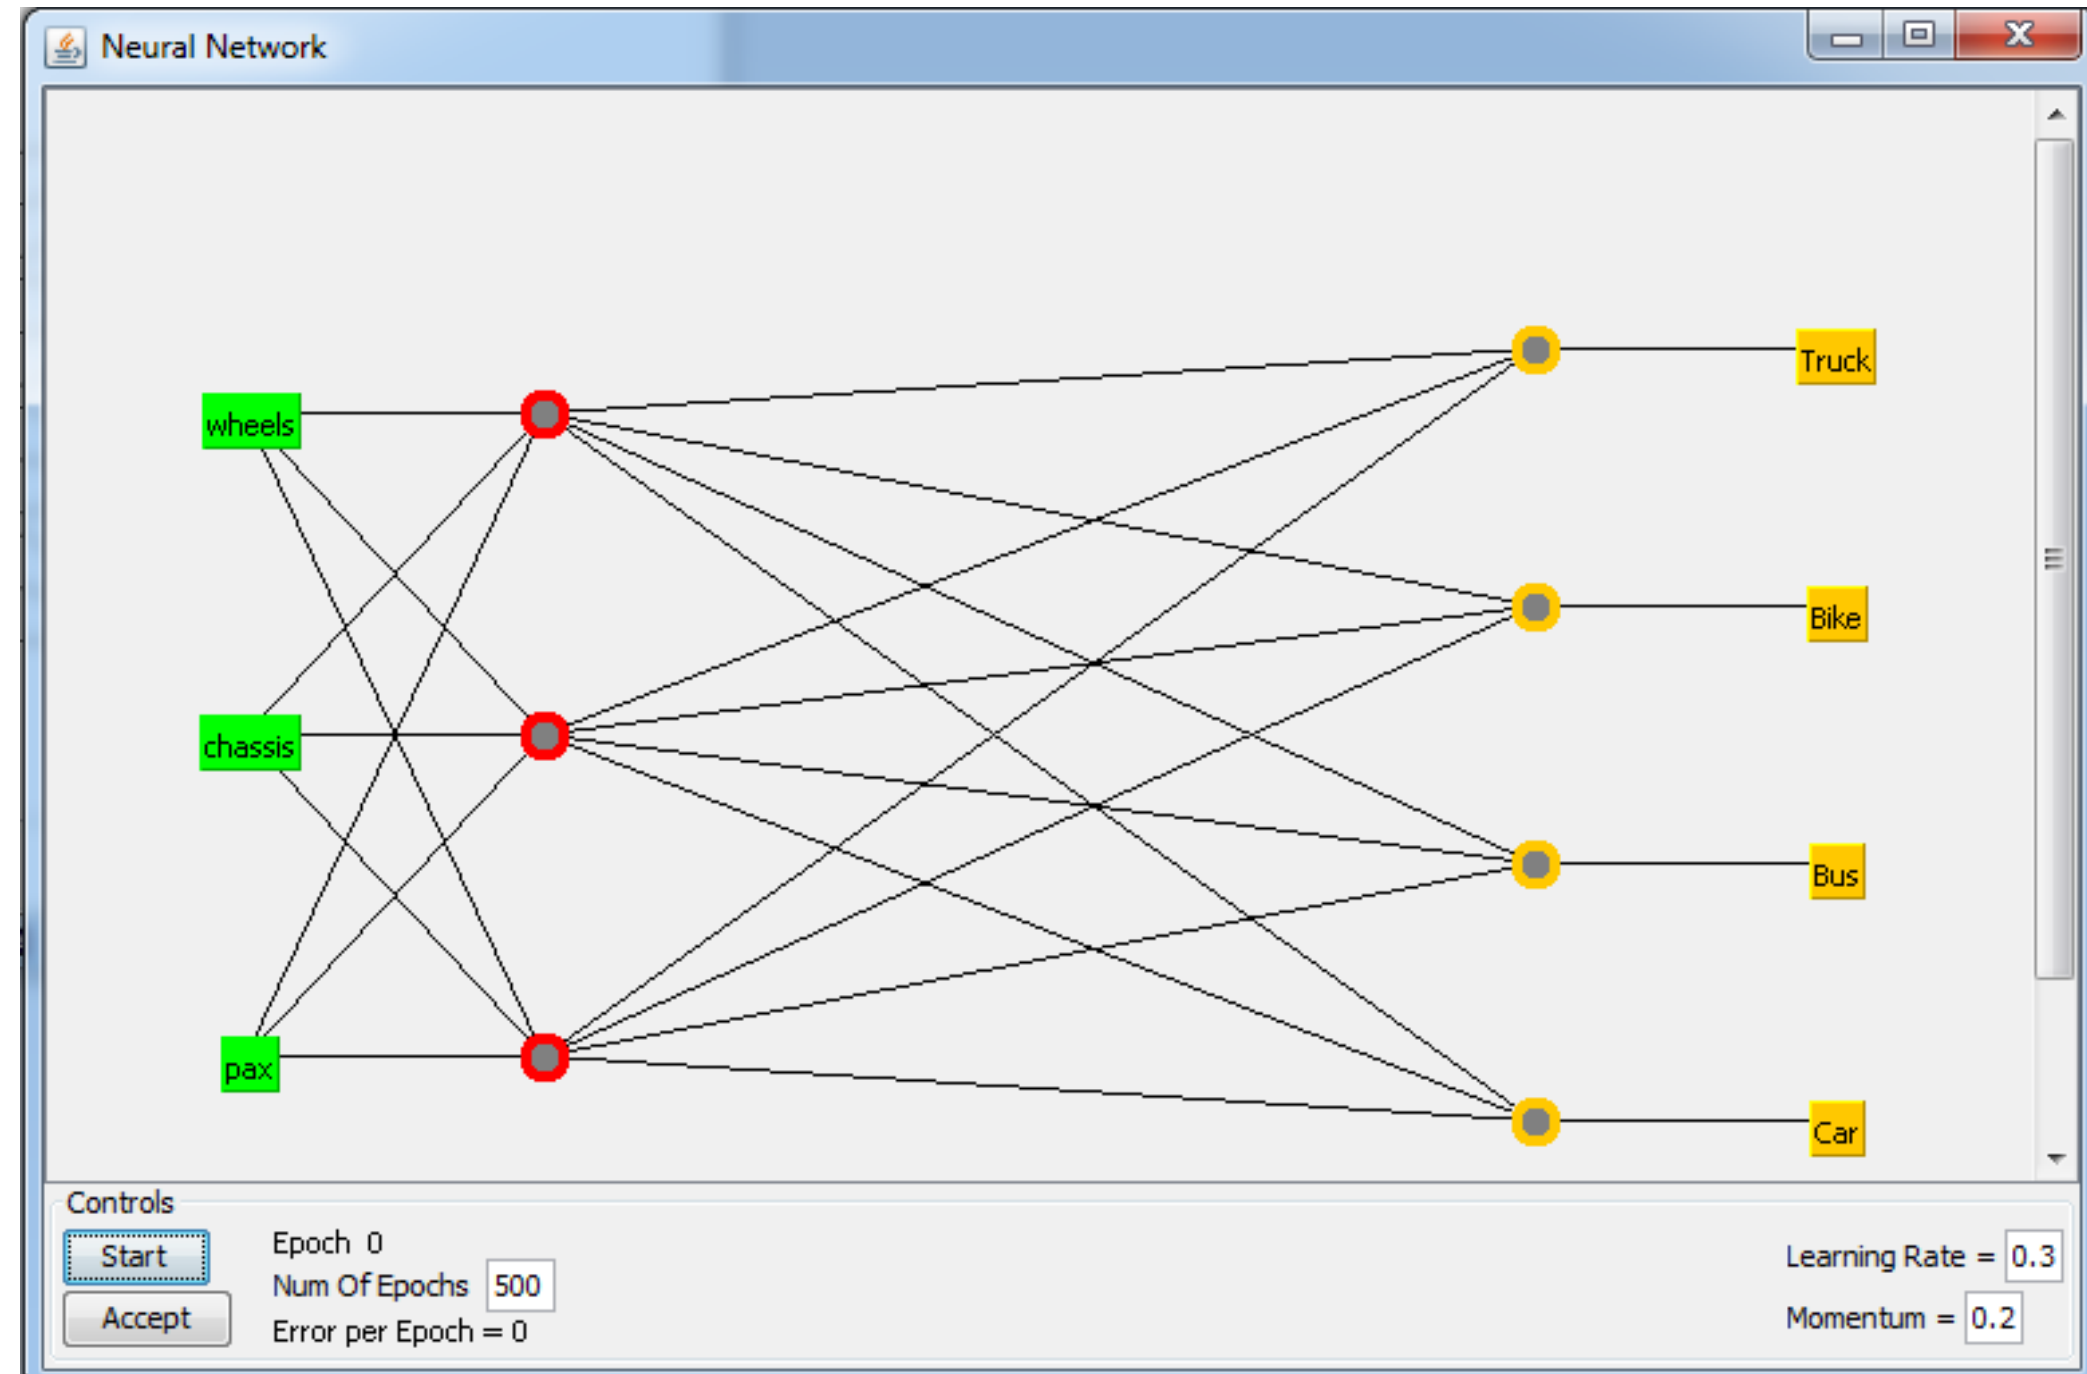 Neural Network
Truck
wheels
Bike
chassis
Bus
pax
Car
Controls
Start
Accept
Epoch 0
Num Of Epochs 500
Error per Epoch = 0
Learning Rate = 0.3
Momentum = 0.2